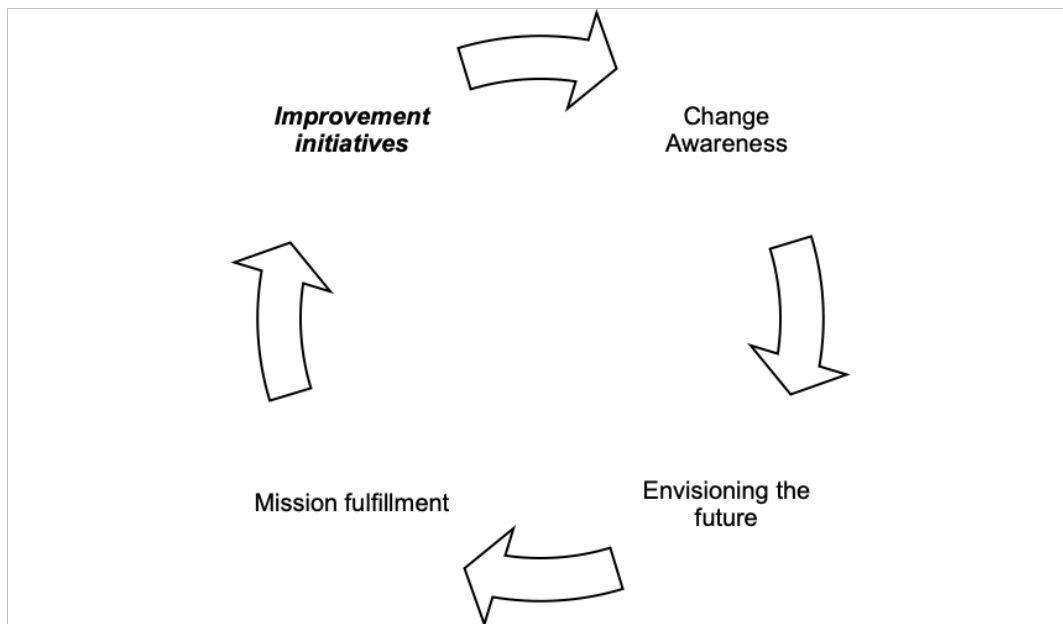 Improvement
initiatives
Change
Awareness
Mission fulfillment
Envisioning the
future